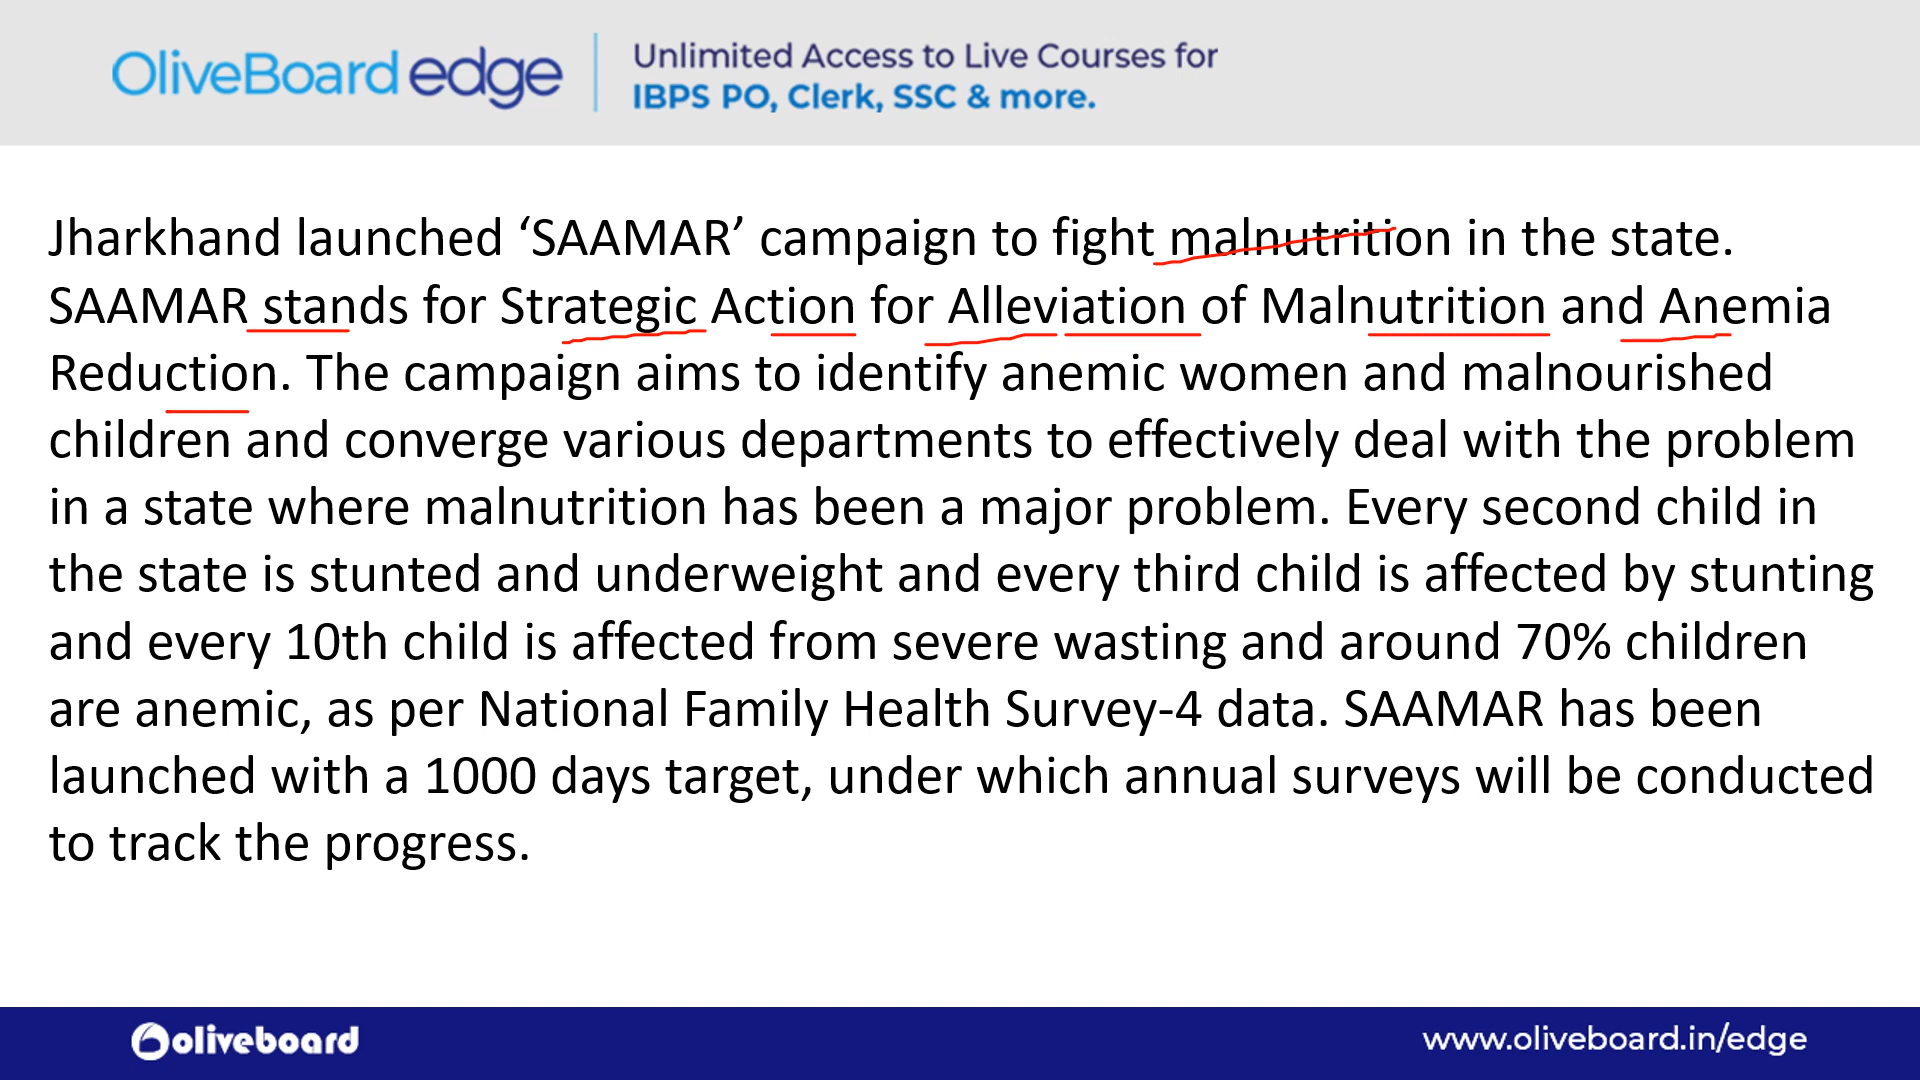 OliveBoard edge
Unlimited Access to Live Courses for
IBPS PO, Clerk, SSC & more.
Jharkhand launched ‘SAAMAR’ campaign to fight malnutrition in the state.
SAAMAR stands for Strategic Action for Alleviation of Malnutrition and Anemia
Reduction. The campaign aims to identify anemic women and malnourished
children and converge various departments to effectively deal with the problem
in a state where malnutrition has been a major problem. Every second child in
the state is stunted and underweight and every third child is affected by stunting
and every 10th child is affected from severe wasting and around 70% children
are anemic, as per National Family Health Survey-4 data. SAAMAR has been
launched with a 1000 days target, under which annual surveys will be conducted
to track the progress.
oliveboard
www.oliveboard.in/edge